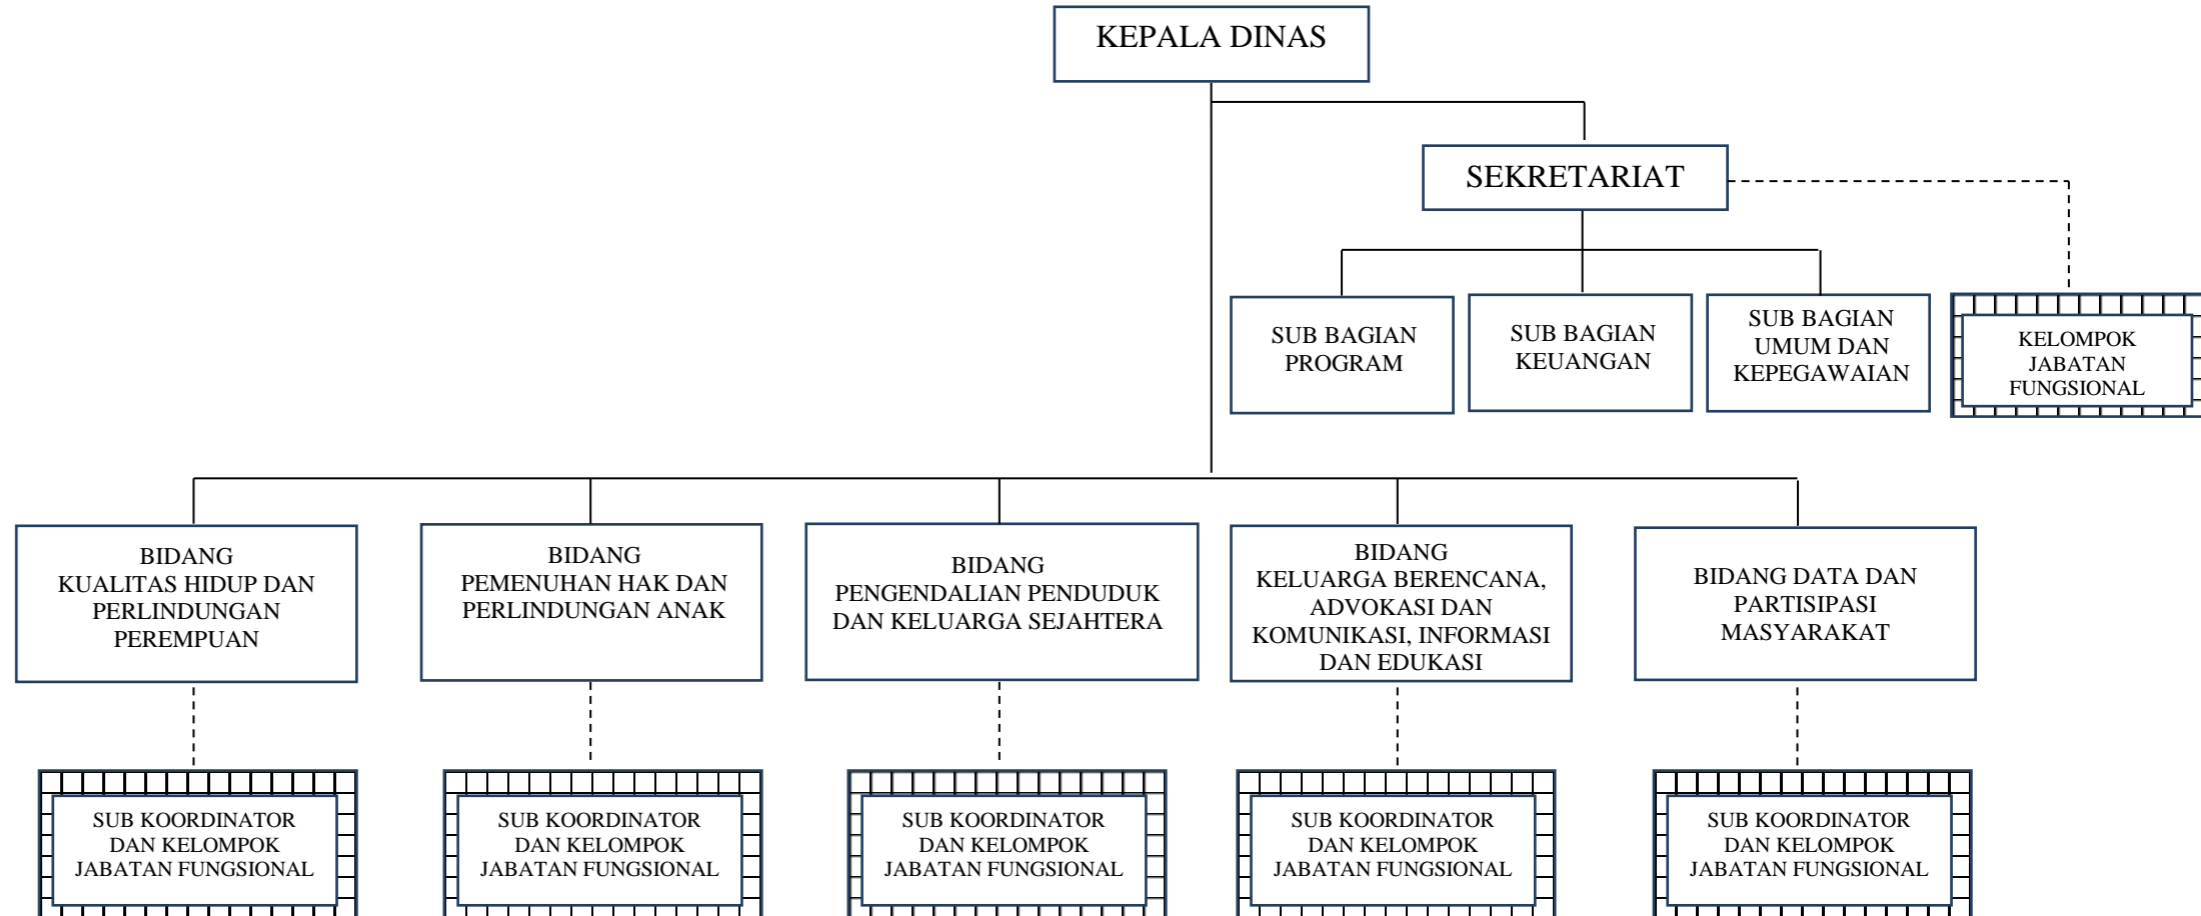 KEPALA DINAS
SEKRETARIAT
SUB BAGIAN
PROGRAM
SUB BAGIAN
KEUANGAN
SUB BAGIAN
UMUM DAN
KEPEGAWAIAN
KELOMPOK
JABATAN
FUNGSIONAL
BIDANG
KUALITAS HIDUP DAN
PERLINDUNGAN
PEREMPUAN
BIDANG
PEMENUHAN HAK DAN
PERLINDUNGAN ANAK
BIDANG
PENGENDALIAN PENDUDUK
DAN KELUARGA SEJAHTERA
BIDANG
KELUARGA BERENCANA,
ADVOKASI DAN
KOMUNIKASI, INFORMASI
DAN EDUKASI
BIDANG DATA DAN
PARTISIPASI
MASYARAKAT
SUB KOORDINATOR
DAN KELOMPOK
JABATAN FUNGSIONAL
SUB KOORDINATOR
DAN KELOMPOK
JABATAN FUNGSIONAL
SUB KOORDINATOR
DAN KELOMPOK
JABATAN FUNGSIONAL
SUB KOORDINATOR
DAN KELOMPOK
JABATAN FUNGSIONAL
SUB KOORDINATOR
DAN KELOMPOK
JABATAN FUNGSIONAL